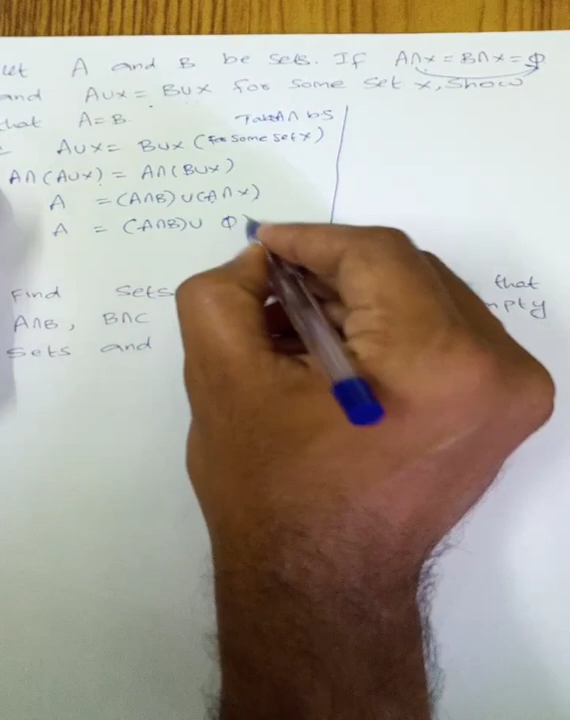 Let A and B be sets. If A∩x = B∩x = Φ
and A∪x = B∪x for some set x, show
that A=B.
Take A∩ bs
A∪x = B∪x (for some set x)
A∩(A∪x) = A∩(B∪x)
A = (A∩B)∪(A∩x)
A = (A∩B)∪ Φ
Find sets that
A∩B, B∩C
sets and